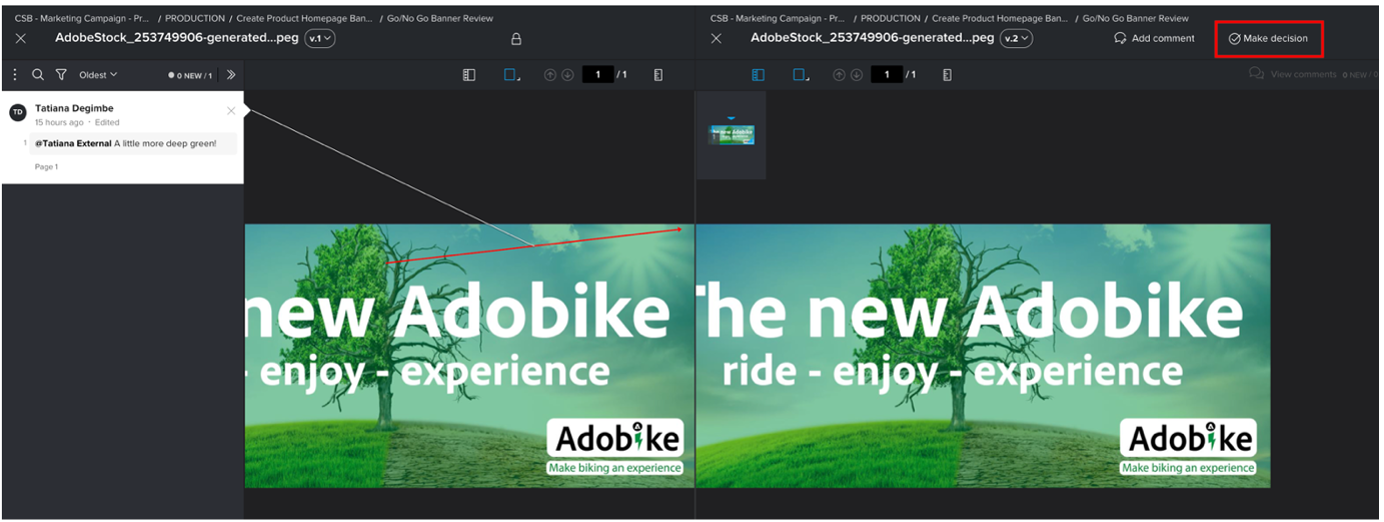 CSB - Marketing Campaign - Pr... / PRODUCTION / Create Product Homepage Ban... / Go/No Go Banner Review
AdobeStock_253749906-generated...peg v.1
Oldest 0 NEW / 1 1 / 1
TD Tatiana Degimbe
15 hours ago • Edited
1 @Tatiana External A little more deep green!
Page 1
new Adobike
- enjoy - experience
Adobike
Make biking an experience
CSB - Marketing Campaign - Pr... / PRODUCTION / Create Product Homepage Ban... / Go/No Go Banner Review
AdobeStock_253749906-generated...peg v.2 Add comment Make decision
1 / 1 View comments 0 NEW / 0
The new Adobike
The new Adobike
ride - enjoy - experience
Adobike
Make biking an experience